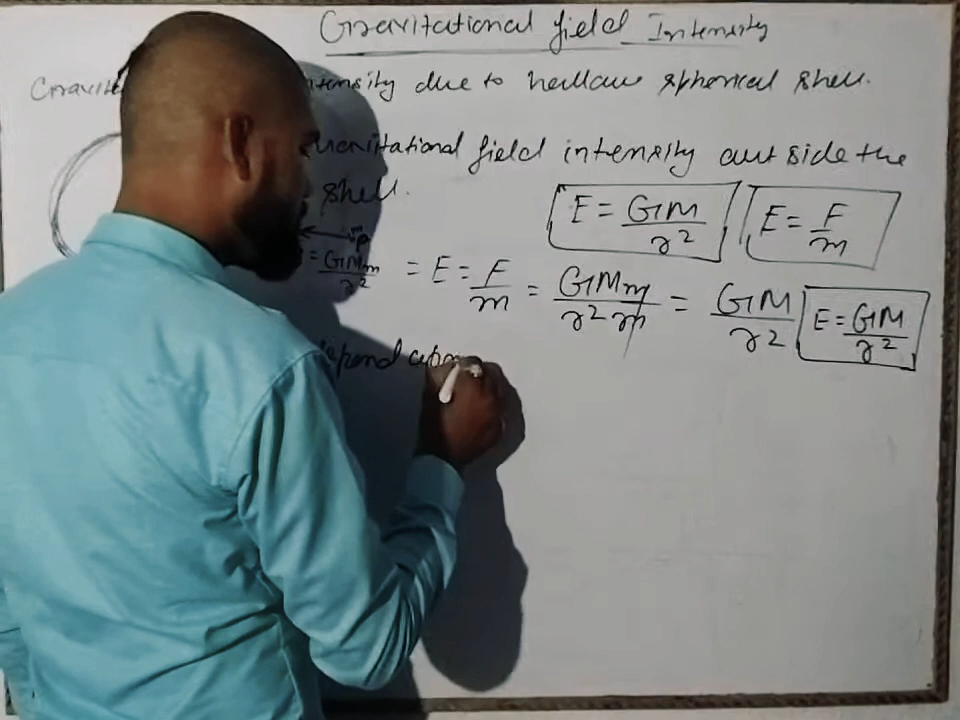 Gravitational field Intensity
due to hollow spherical shell.
Gravitational field intensity out side the
shell.
E = GM/r² E = F/m
= GMm/r² = E = F/m = GMm/r²m = GM/r² E = GM/r²
depend upon